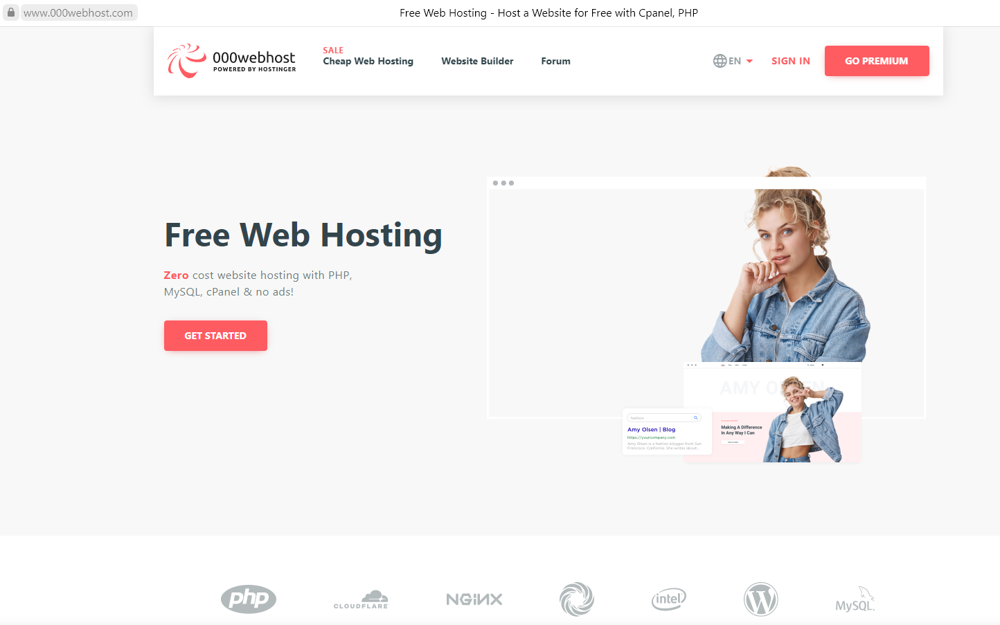 www.000webhost.com
Free Web Hosting - Host a Website for Free with Cpanel, PHP
000webhost
POWERED BY HOSTINGER
SALE
Cheap Web Hosting
Website Builder
Forum
EN
SIGN IN
GO PREMIUM
Free Web Hosting
Zero cost website hosting with PHP,
MySQL, cPanel & no ads!
GET STARTED
AMY OLSEN
fashion
Amy Olsen | Blog
https://yourcompany.com
Amy Olsen is a fashion blogger from San
Francisco, California. She writes about...
Making A Difference
In Any Way I Can
php
CLOUDFLARE
NGINX
intel
W
MySQL